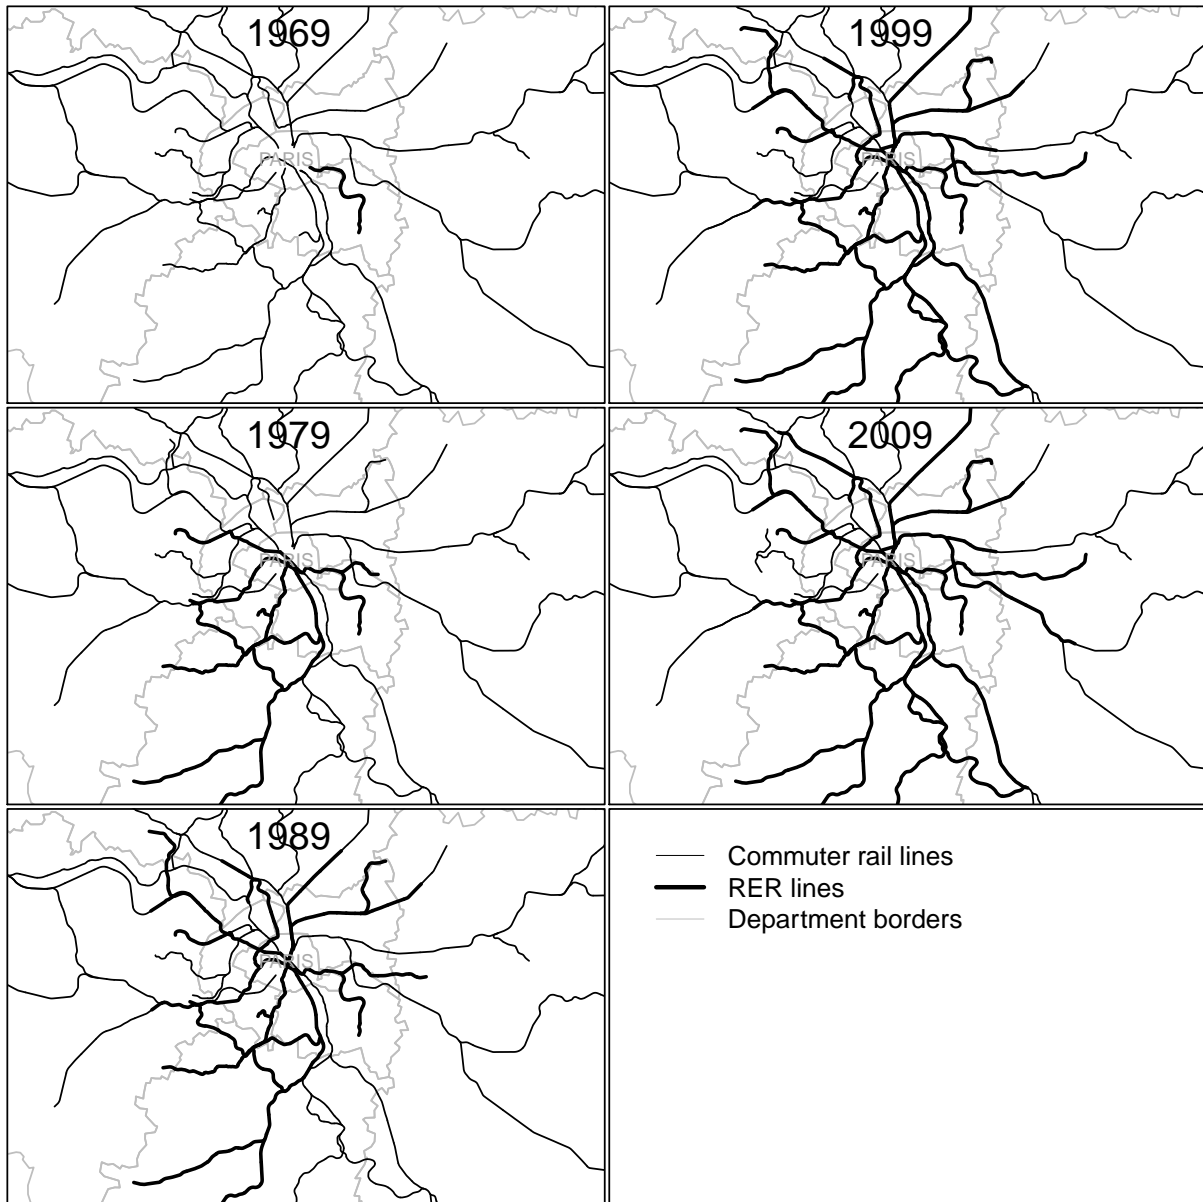 1969
PARIS
1999
PARIS
1979
PARIS
2009
PARIS
1989
PARIS
Commuter rail lines
RER lines
Department borders